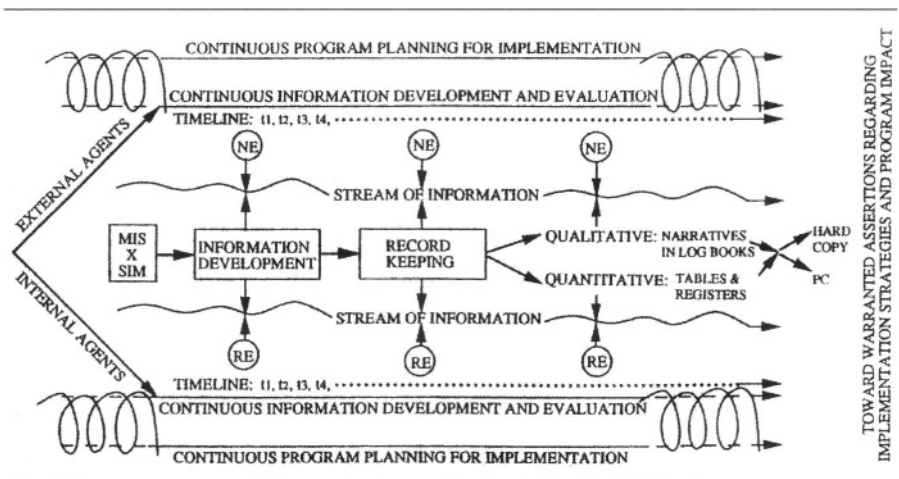 CONTINUOUS PROGRAM PLANNING FOR IMPLEMENTATION
CONTINUOUS INFORMATION DEVELOPMENT AND EVALUATION
TIMELINE: t1, t2, t3, t4,
EXTERNAL AGENTS
NE
NE
NE
STREAM OF INFORMATION
MIS
X
SIM
INFORMATION
DEVELOPMENT
RECORD
KEEPING
QUALITATIVE: NARRATIVES
IN LOG BOOKS
QUANTITATIVE: TABLES &
REGISTERS
HARD
COPY
PC
STREAM OF INFORMATION
INTERNAL AGENTS
RE
RE
RE
TIMELINE: t1, t2, t3, t4,
CONTINUOUS INFORMATION DEVELOPMENT AND EVALUATION
CONTINUOUS PROGRAM PLANNING FOR IMPLEMENTATION
TOWARD WARRANTED ASSERTIONS REGARDING
IMPLEMENTATION STRATEGIES AND PROGRAM IMPACT